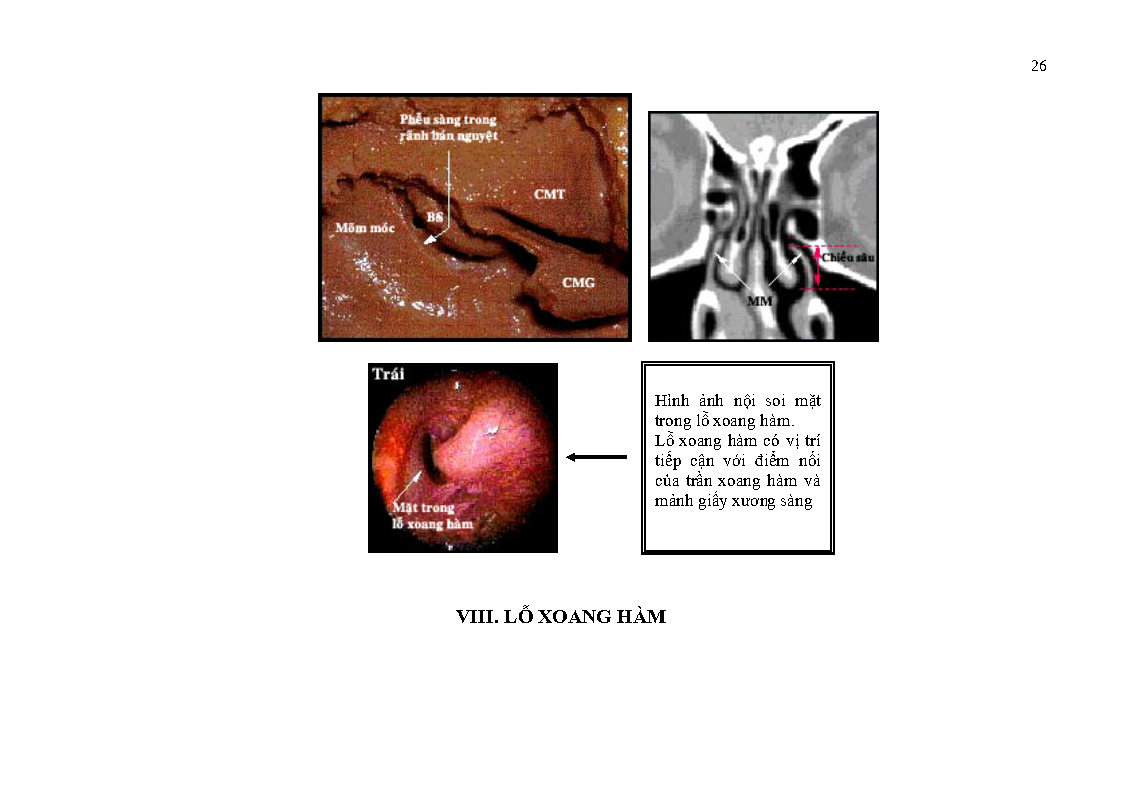 26
Phễu sàng trong
rãnh bán nguyệt
CMT
BS
Mõm móc
CMG
Chiều sâu
MM
Trái
Mặt trong
lỗ xoang hàm
Hình ảnh nội soi mặt
trong lỗ xoang hàm.
Lỗ xoang hàm có vị trí
tiếp cận với điểm nối
của trần xoang hàm và
mảnh giấy xương sàng
VIII. LỖ XOANG HÀM